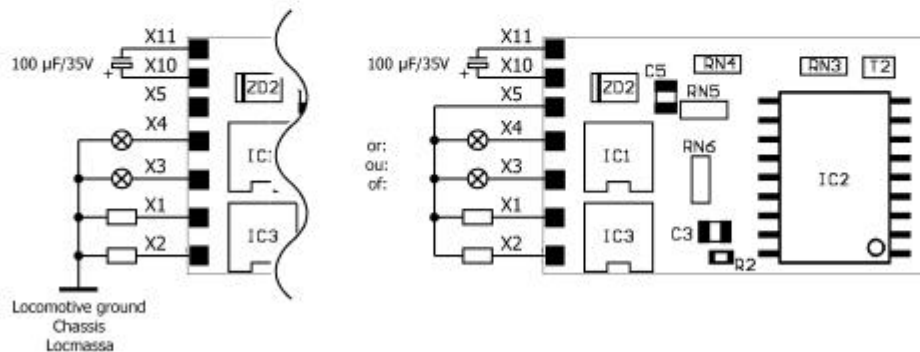 X11
100 µF/35V
+
X10
X5
ZD2
X4
X3
X1
IC3
X2
Locomotive ground
Chassis
Locmassa
or:
ou:
of:
X11
100 µF/35V
+
X10
X5
X4
X3
X1
X2
ZD2
C5
RN4
RN3
T2
RN5
IC1
RN6
IC2
IC3
C3
R2